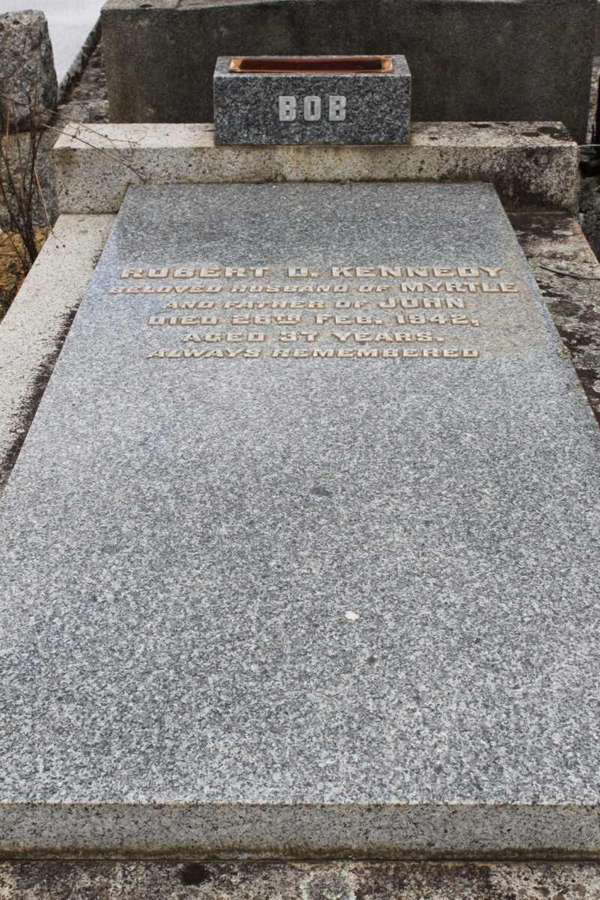 BOB
ROBERT D. KENNEDY
BELOVED HUSBAND OF MYRTLE
AND FATHER OF JOHN
DIED 26TH FEB. 1942,
AGED 37 YEARS.
ALWAYS REMEMBERED